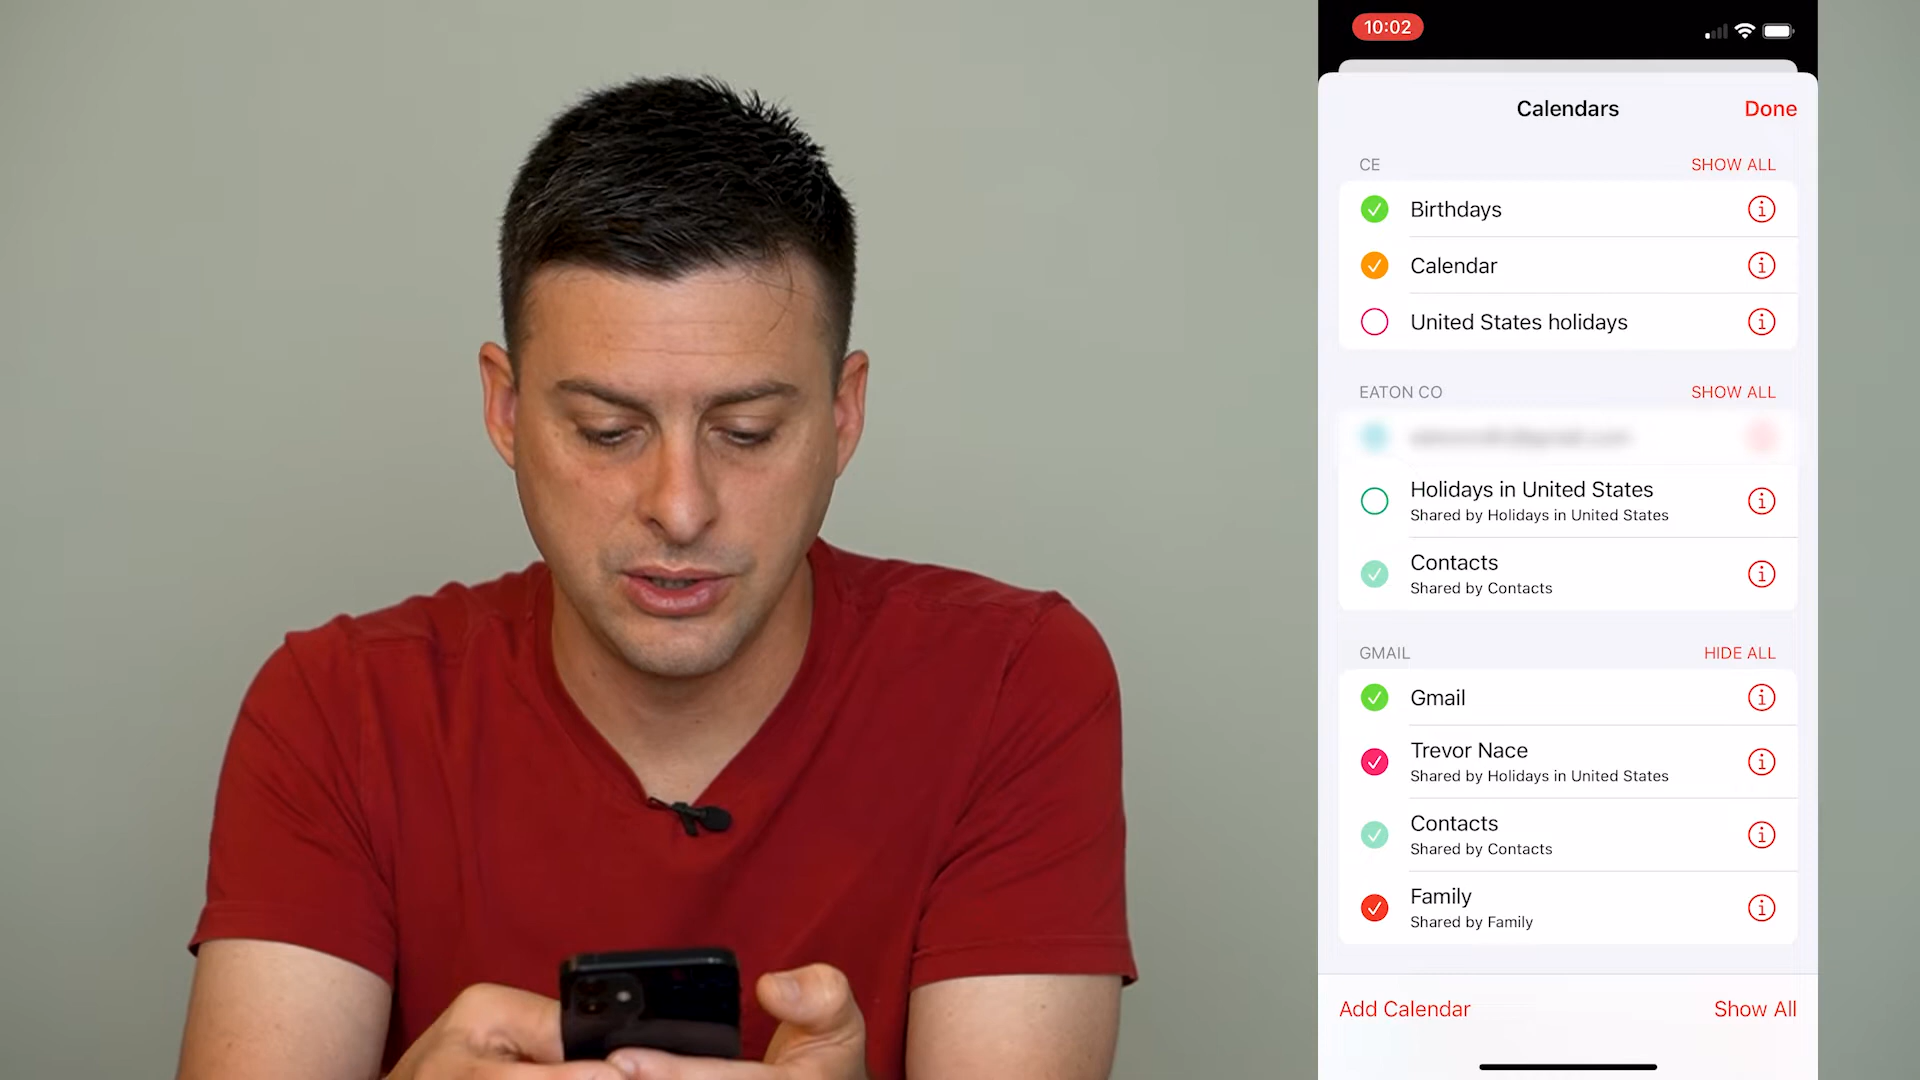 10:02
Calendars
Done
CE
SHOW ALL
Birthdays
Calendar
United States holidays
EATON CO
SHOW ALL
Holidays in United States
Shared by Holidays in United States
Contacts
Shared by Contacts
GMAIL
HIDE ALL
Gmail
Trevor Nace
Shared by Holidays in United States
Contacts
Shared by Contacts
Family
Shared by Family
Add Calendar
Show All